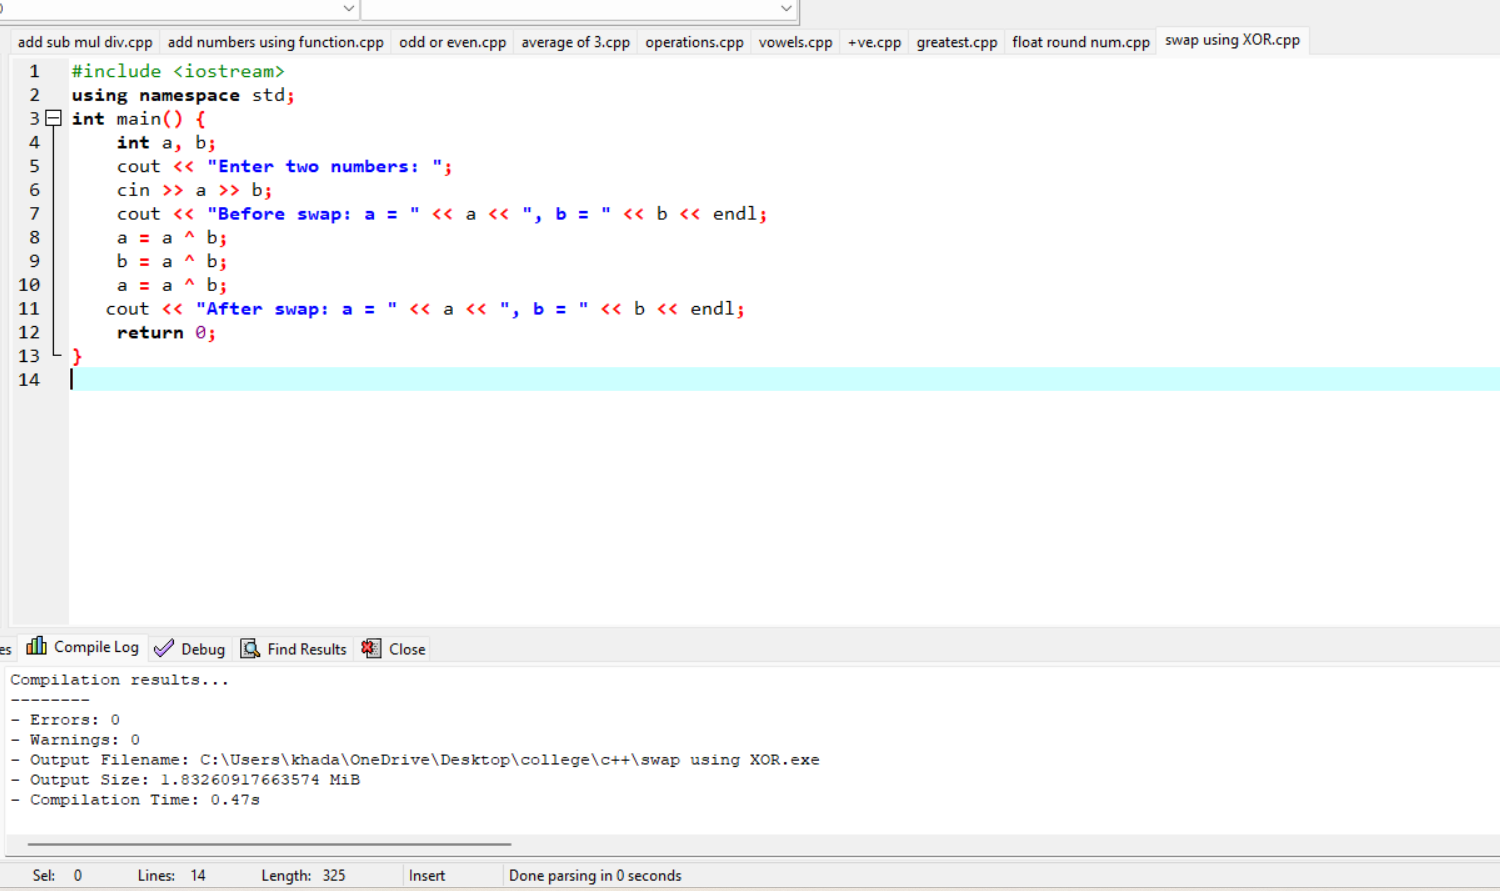 add sub mul div.cpp add numbers using function.cpp odd or even.cpp average of 3.cpp operations.cpp vowels.cpp +ve.cpp greatest.cpp float round num.cpp swap using XOR.cpp
1 #include <iostream>
2 using namespace std;
3 int main() {
4     int a, b;
5     cout << "Enter two numbers: ";
6     cin >> a >> b;
7     cout << "Before swap: a = " << a << ", b = " << b << endl;
8     a = a ^ b;
9     b = a ^ b;
10     a = a ^ b;
11    cout << "After swap: a = " << a << ", b = " << b << endl;
12     return 0;
13 }
14
es Compile Log Debug Find Results Close
Compilation results...
--------
- Errors: 0
- Warnings: 0
- Output Filename: C:\Users\khada\OneDrive\Desktop\college\c++\swap using XOR.exe
- Output Size: 1.83260917663574 MiB
- Compilation Time: 0.47s
Sel: 0 Lines: 14 Length: 325 Insert Done parsing in 0 seconds